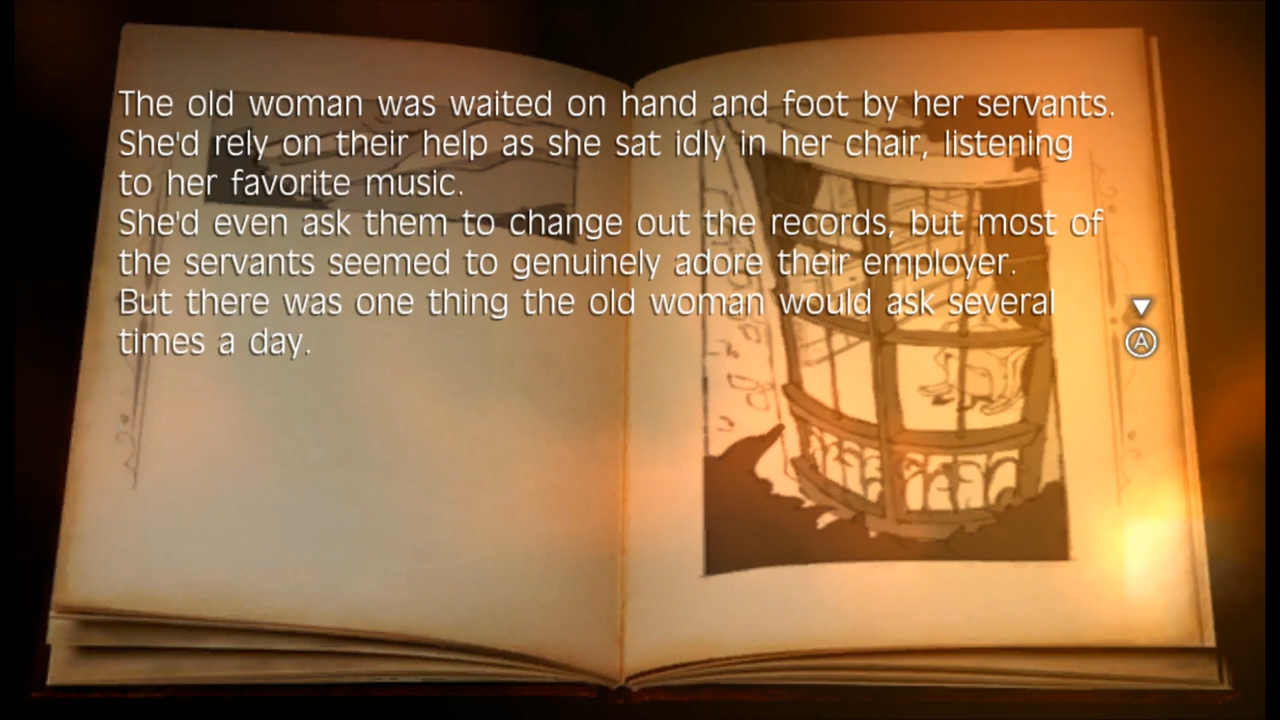 The old woman was waited on hand and foot by her servants.
She'd rely on their help as she sat idly in her chair, listening
to her favorite music.
She'd even ask them to change out the records, but most of
the servants seemed to genuinely adore their employer.
But there was one thing the old woman would ask several
times a day.
A